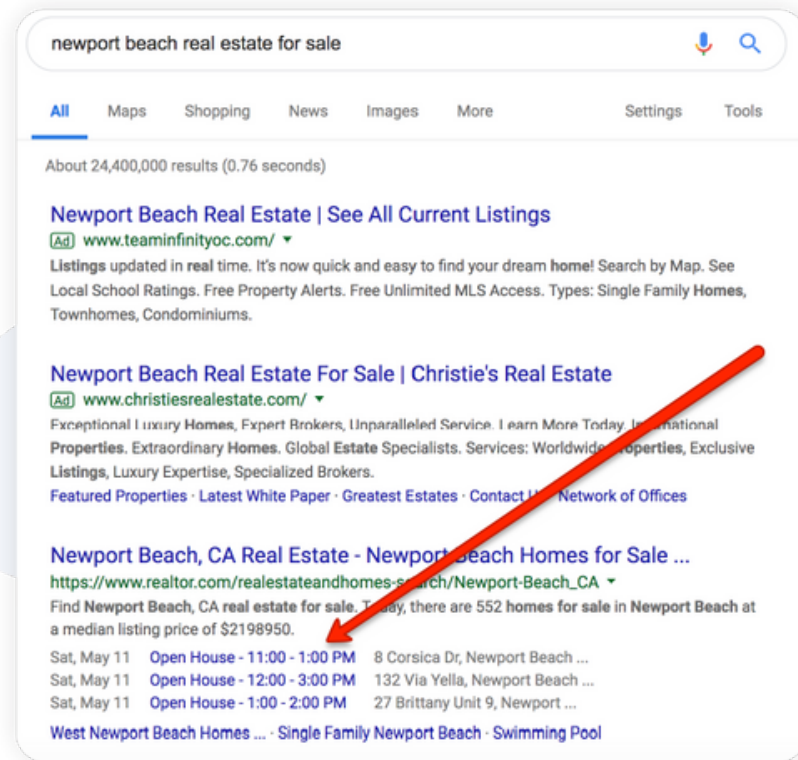 newport beach real estate for sale
All Maps Shopping News Images More Settings Tools
About 24,400,000 results (0.76 seconds)
Newport Beach Real Estate | See All Current Listings
Ad www.teaminfinityoc.com/
Listings updated in real time. It's now quick and easy to find your dream home! Search by Map. See
Local School Ratings. Free Property Alerts. Free Unlimited MLS Access. Types: Single Family Homes,
Townhomes, Condominiums.
Newport Beach Real Estate For Sale | Christie's Real Estate
Ad www.christiesrealestate.com/
Exceptional Luxury Homes, Expert Brokers, Unparalleled Service. Learn More Today.
Properties. Extraordinary Homes. Global Estate Specialists. Services: Worldwide Properties, Exclusive
Listings, Luxury Expertise, Specialized Brokers.
Featured Properties · Latest White Paper · Greatest Estates · Contact · Network of Offices
Newport Beach, CA Real Estate - Newport Beach Homes for Sale ...
https://www.realtor.com/realestateandhomes-search/Newport-Beach_CA
Find Newport Beach, CA real estate for sale. Today, there are 552 homes for sale in Newport Beach at
a median listing price of $2198950.
Sat, May 11 Open House - 11:00 - 1:00 PM 8 Corsica Dr, Newport Beach ...
Sat, May 11 Open House - 12:00 - 3:00 PM 132 Via Yella, Newport Beach ...
Sat, May 11 Open House - 1:00 - 2:00 PM 27 Brittany Unit 9, Newport ...
West Newport Beach Homes ... · Single Family Newport Beach · Swimming Pool